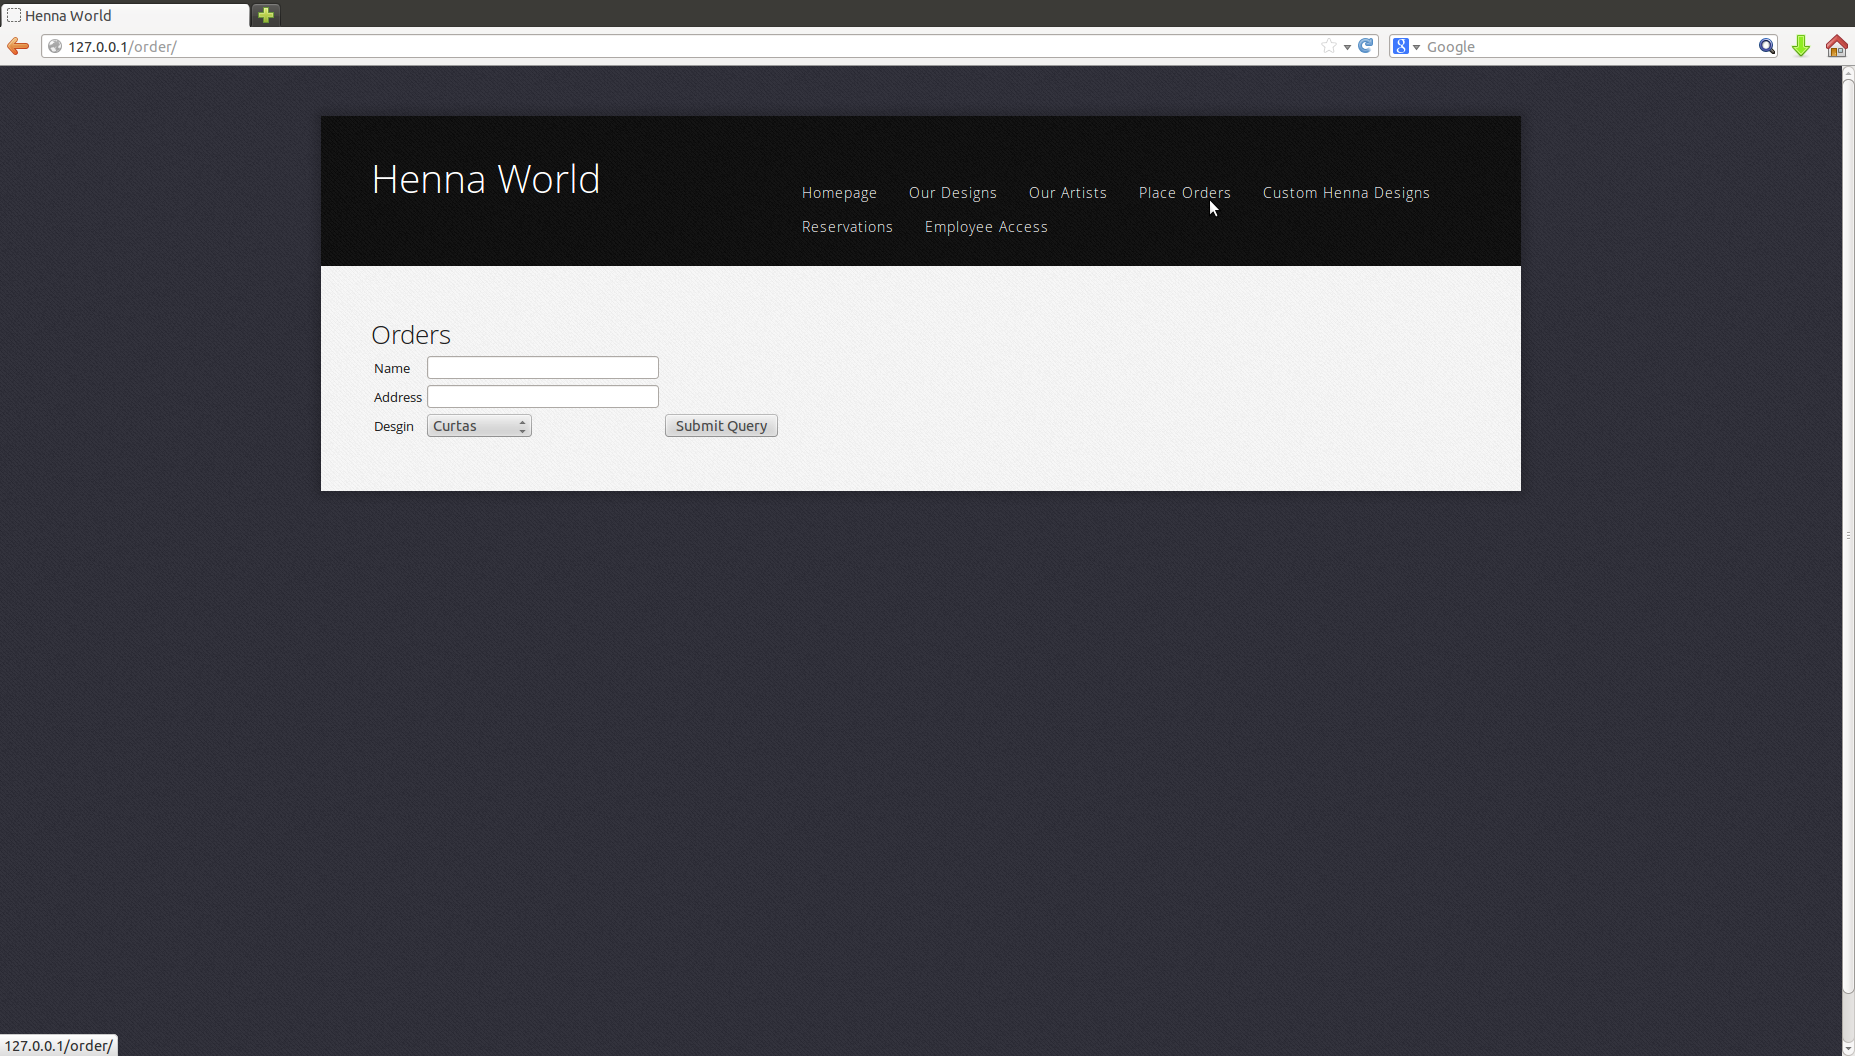 Henna World
127.0.0.1/order/
Google
Henna World
Homepage Our Designs Our Artists Place Orders Custom Henna Designs
Reservations Employee Access
Orders
Name
Address
Desgin Curtas Submit Query
127.0.0.1/order/